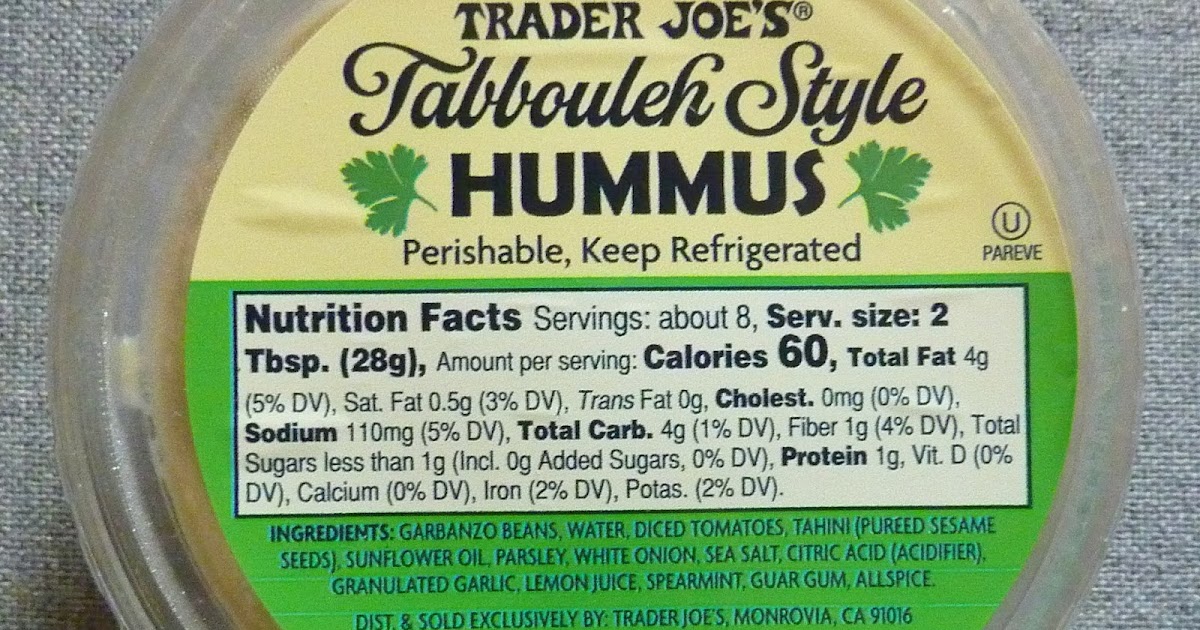 TRADER JOE'S®
Tabbouleh Style
HUMMUS
Perishable, Keep Refrigerated
U
PAREVE
Nutrition Facts Servings: about 8, Serv. size: 2
Tbsp. (28g), Amount per serving: Calories 60, Total Fat 4g
(5% DV), Sat. Fat 0.5g (3% DV), Trans Fat 0g, Cholest. 0mg (0% DV),
Sodium 110mg (5% DV), Total Carb. 4g (1% DV), Fiber 1g (4% DV), Total
Sugars less than 1g (Incl. 0g Added Sugars, 0% DV), Protein 1g, Vit. D (0%
DV), Calcium (0% DV), Iron (2% DV), Potas. (2% DV).
INGREDIENTS: GARBANZO BEANS, WATER, DICED TOMATOES, TAHINI (PUREED SESAME
SEEDS), SUNFLOWER OIL, PARSLEY, WHITE ONION, SEA SALT, CITRIC ACID (ACIDIFIER),
GRANULATED GARLIC, LEMON JUICE, SPEARMINT, GUAR GUM, ALLSPICE.
DIST. & SOLD EXCLUSIVELY BY: TRADER JOE'S, MONROVIA, CA 91016